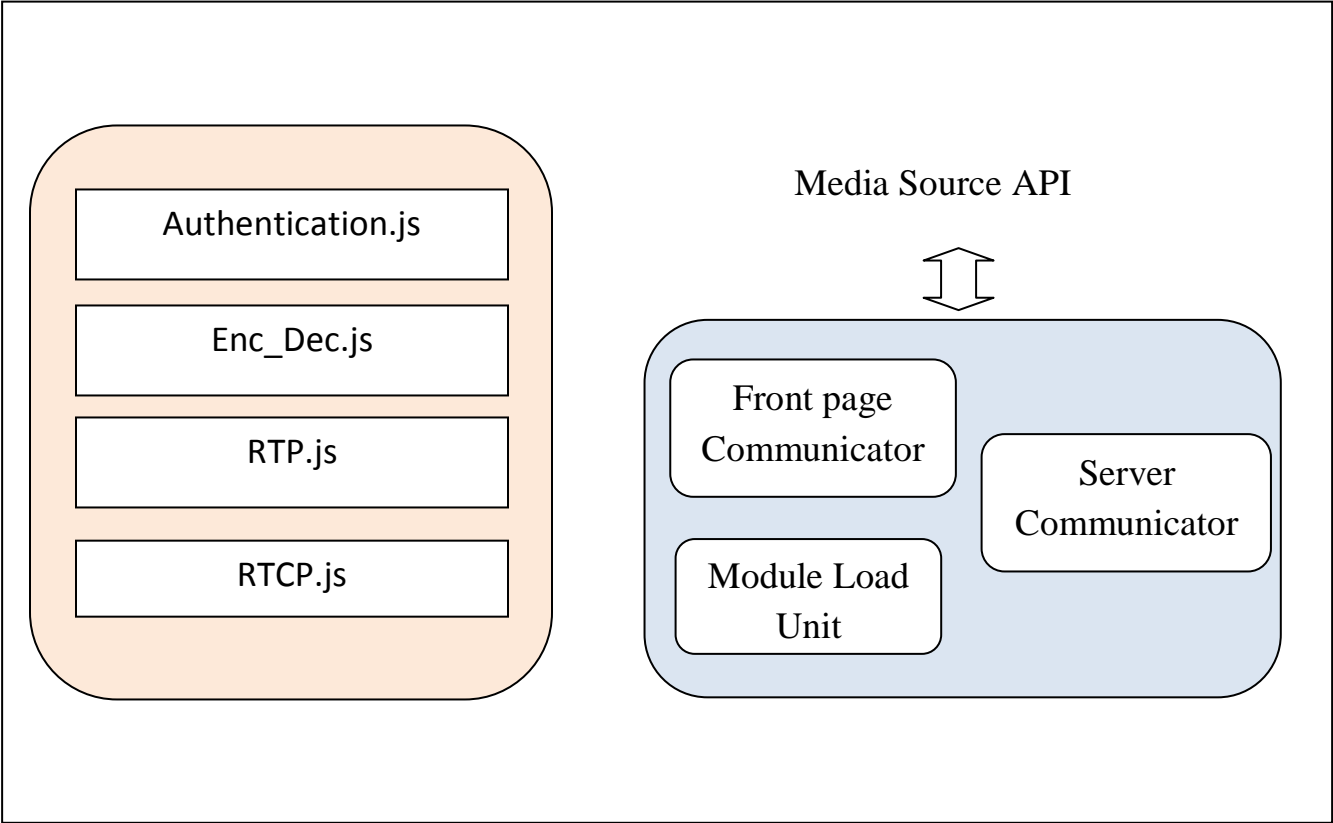 Authentication.js
Enc_Dec.js
RTP.js
RTCP.js
Media Source API
Front page
Communicator
Server
Communicator
Module Load
Unit